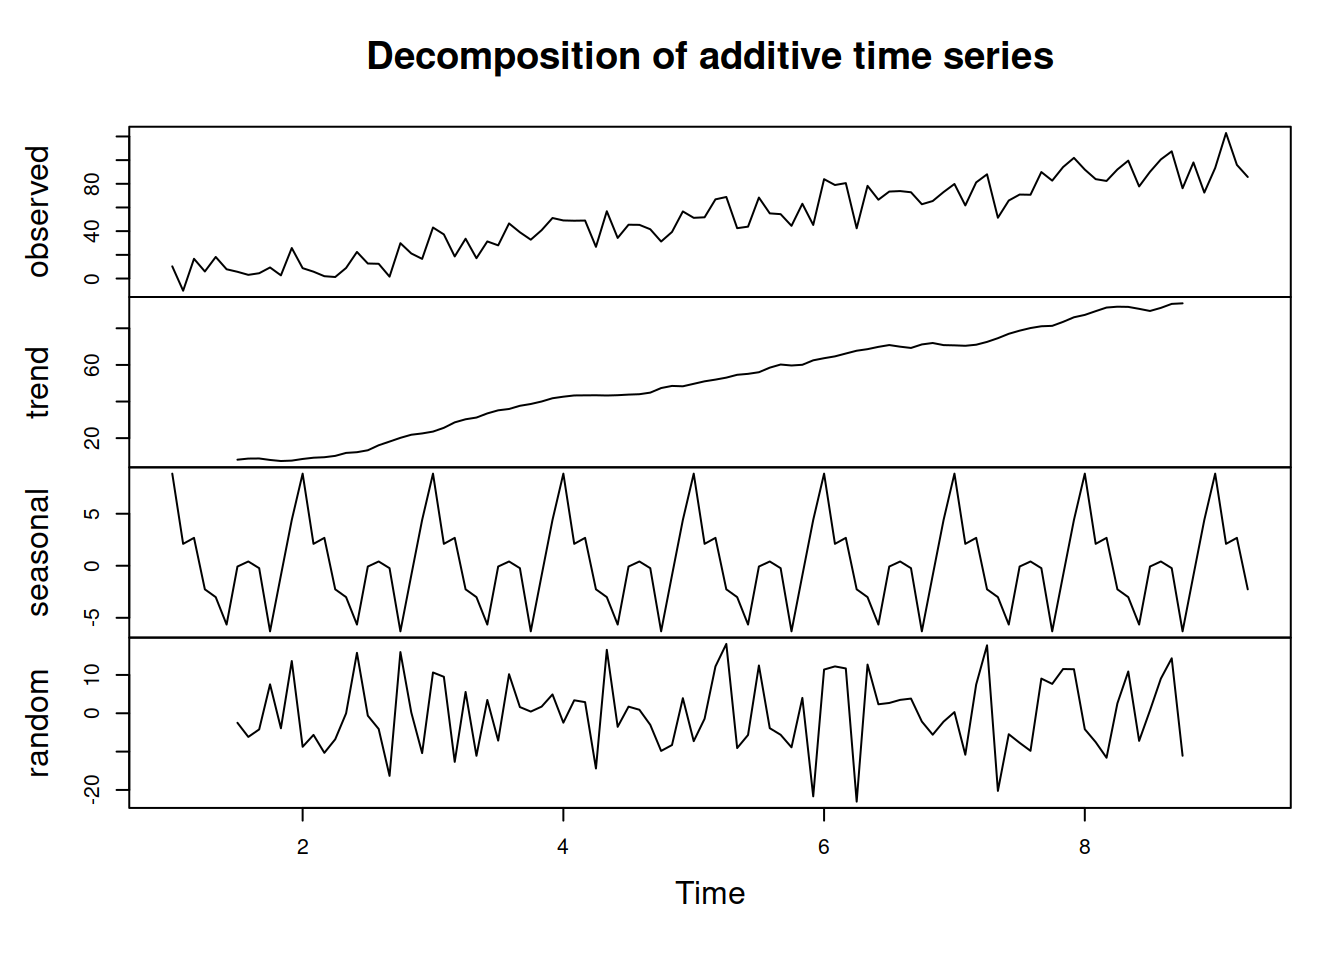 Decomposition of additive time series
observed
0 40 80
trend
20 60
seasonal
-5 0 5
random
-20 0 10
2 4 6 8
Time